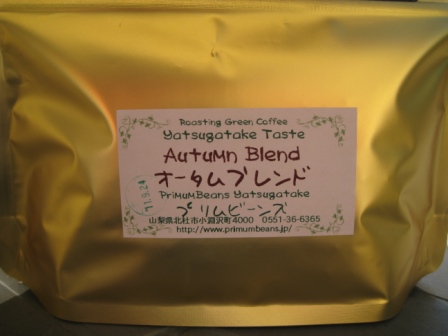 Roasting Green Coffee
Yatsugatake Taste
Autumn Blend
オータムブレンド
PrimumBeans Yatsugatake
プリムビーンズ
山梨県北杜市小淵沢町4000 0551-36-6365
http://www.primumbeans.jp/